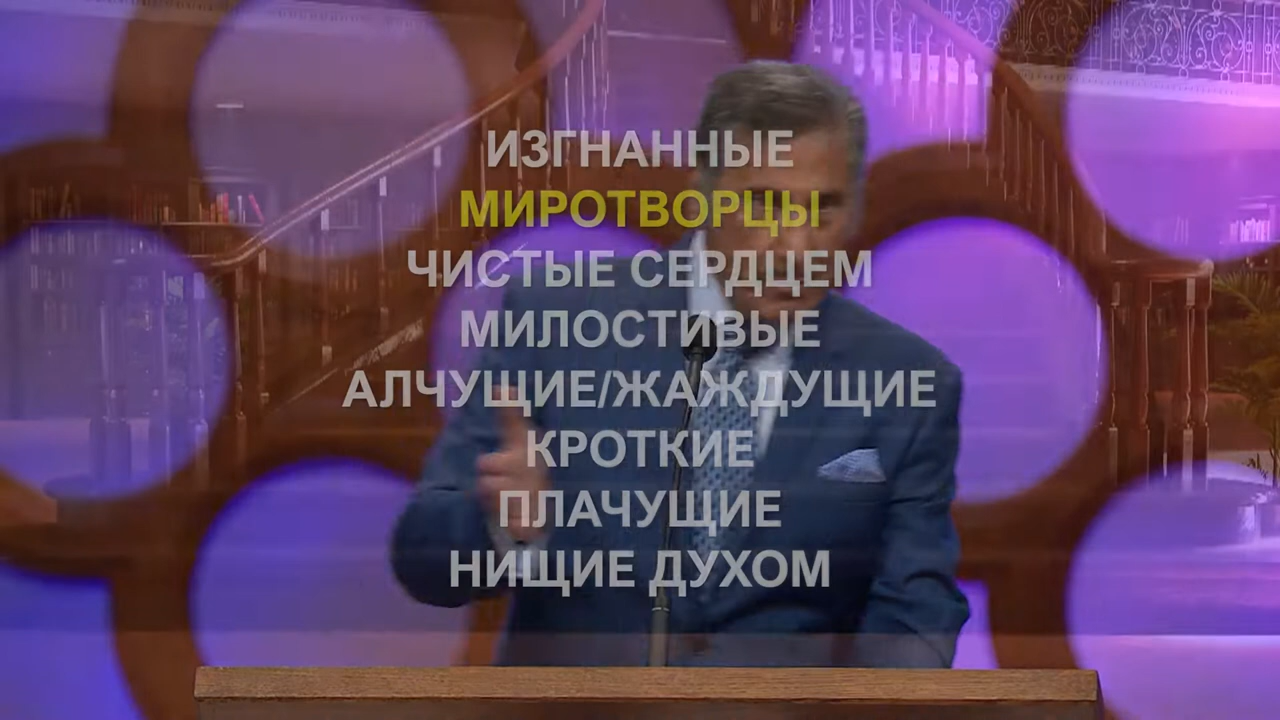 ИЗГНАННЫЕ
МИРОТВОРЦЫ
ЧИСТЫЕ СЕРДЦЕМ
МИЛОСТИВЫЕ
АЛЧУЩИЕ/ЖАЖДУЩИЕ
КРОТКИЕ
ПЛАЧУЩИЕ
НИЩИЕ ДУХОМ